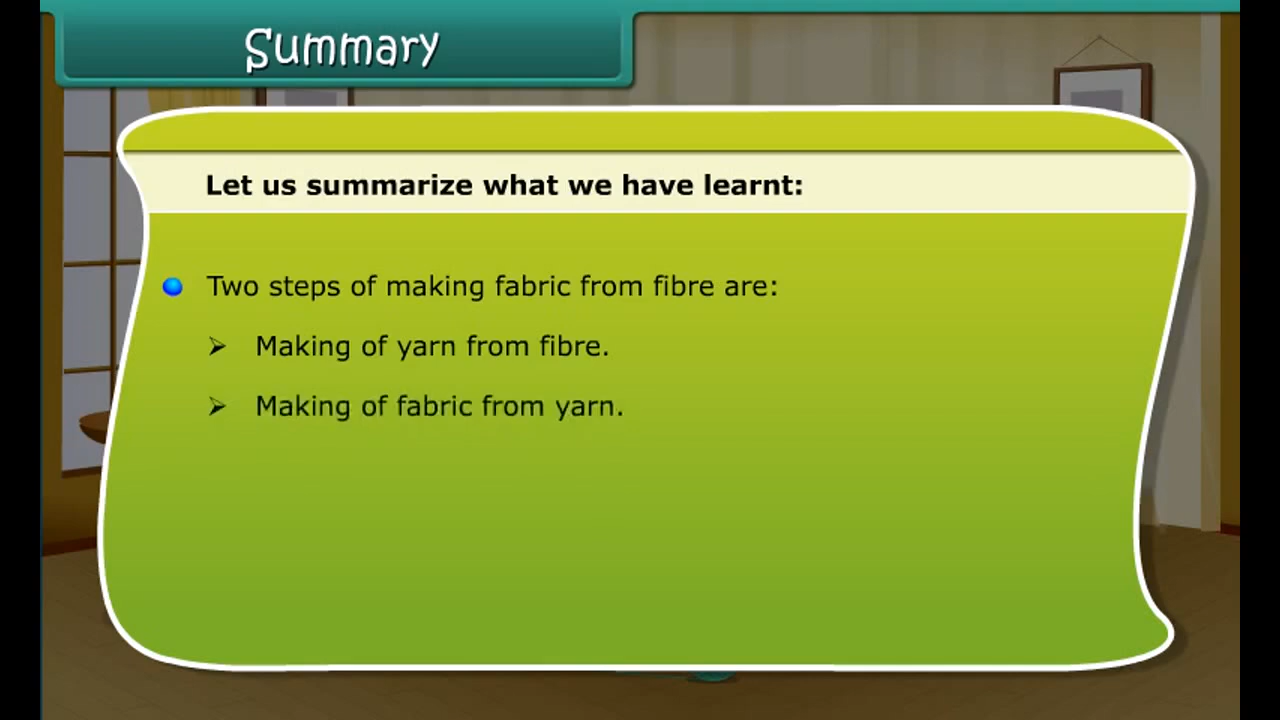 Summary
Let us summarize what we have learnt:
Two steps of making fabric from fibre are:
Making of yarn from fibre.
Making of fabric from yarn.